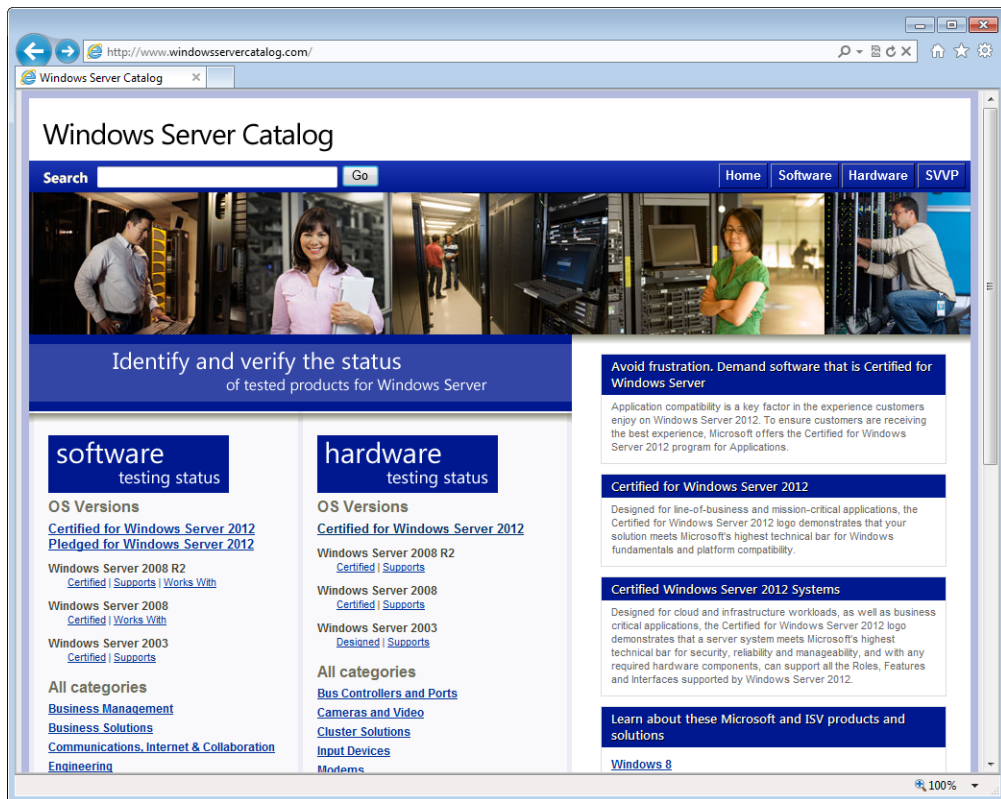 http://www.windowsservercatalog.com/
Windows Server Catalog
Windows Server Catalog
Search
Go
Home
Software
Hardware
SVVP
Identify and verify the status
of tested products for Windows Server
software
testing status
OS Versions
Certified for Windows Server 2012
Pledged for Windows Server 2012
Windows Server 2008 R2
Certified | Supports | Works With
Windows Server 2008
Certified | Works With
Windows Server 2003
Certified | Supports
All categories
Business Management
Business Solutions
Communications, Internet & Collaboration
Engineering
hardware
testing status
OS Versions
Certified for Windows Server 2012
Windows Server 2008 R2
Certified | Supports
Windows Server 2008
Certified | Supports
Windows Server 2003
Designed | Supports
All categories
Bus Controllers and Ports
Cameras and Video
Cluster Solutions
Input Devices
Modems
Avoid frustration. Demand software that is Certified for
Windows Server
Application compatibility is a key factor in the experience customers
enjoy on Windows Server 2012. To ensure customers are receiving
the best experience, Microsoft offers the Certified for Windows
Server 2012 program for Applications.
Certified for Windows Server 2012
Designed for line-of-business and mission-critical applications, the
Certified for Windows Server 2012 logo demonstrates that your
solution meets Microsoft's highest technical bar for Windows
fundamentals and platform compatibility.
Certified Windows Server 2012 Systems
Designed for cloud and infrastructure workloads, as well as business
critical applications, the Certified for Windows Server 2012 logo
demonstrates that a server system meets Microsoft's highest
technical bar for security, reliability and manageability, and with any
required hardware components, can support all the Roles, Features
and Interfaces supported by Windows Server 2012.
Learn about these Microsoft and ISV products and
solutions
Windows 8
100%